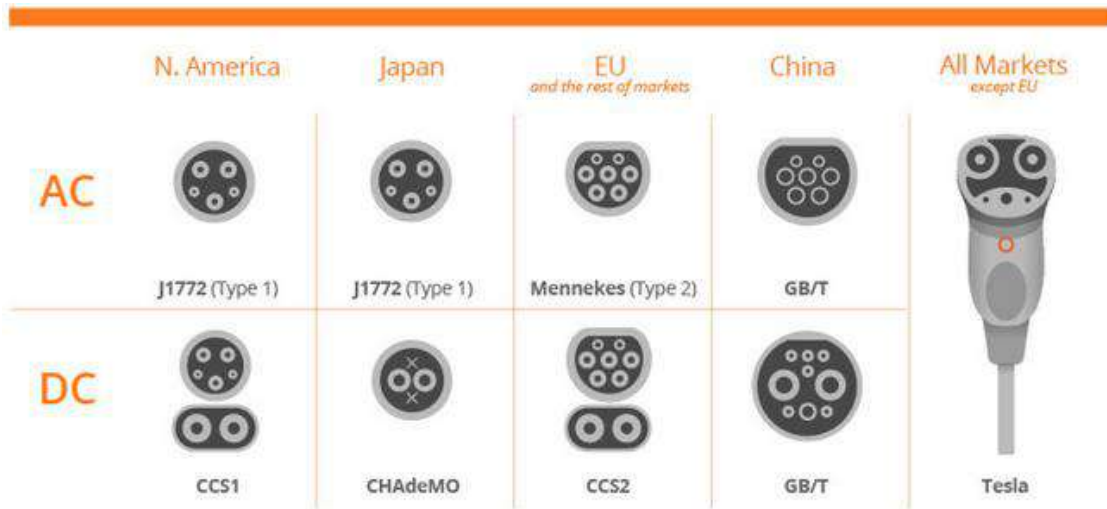 N. America
Japan
EU
and the rest of markets
China
All Markets
except EU
AC
J1772 (Type 1)
J1772 (Type 1)
Mennekes (Type 2)
GB/T
DC
CCS1
CHAdeMO
CCS2
GB/T
Tesla